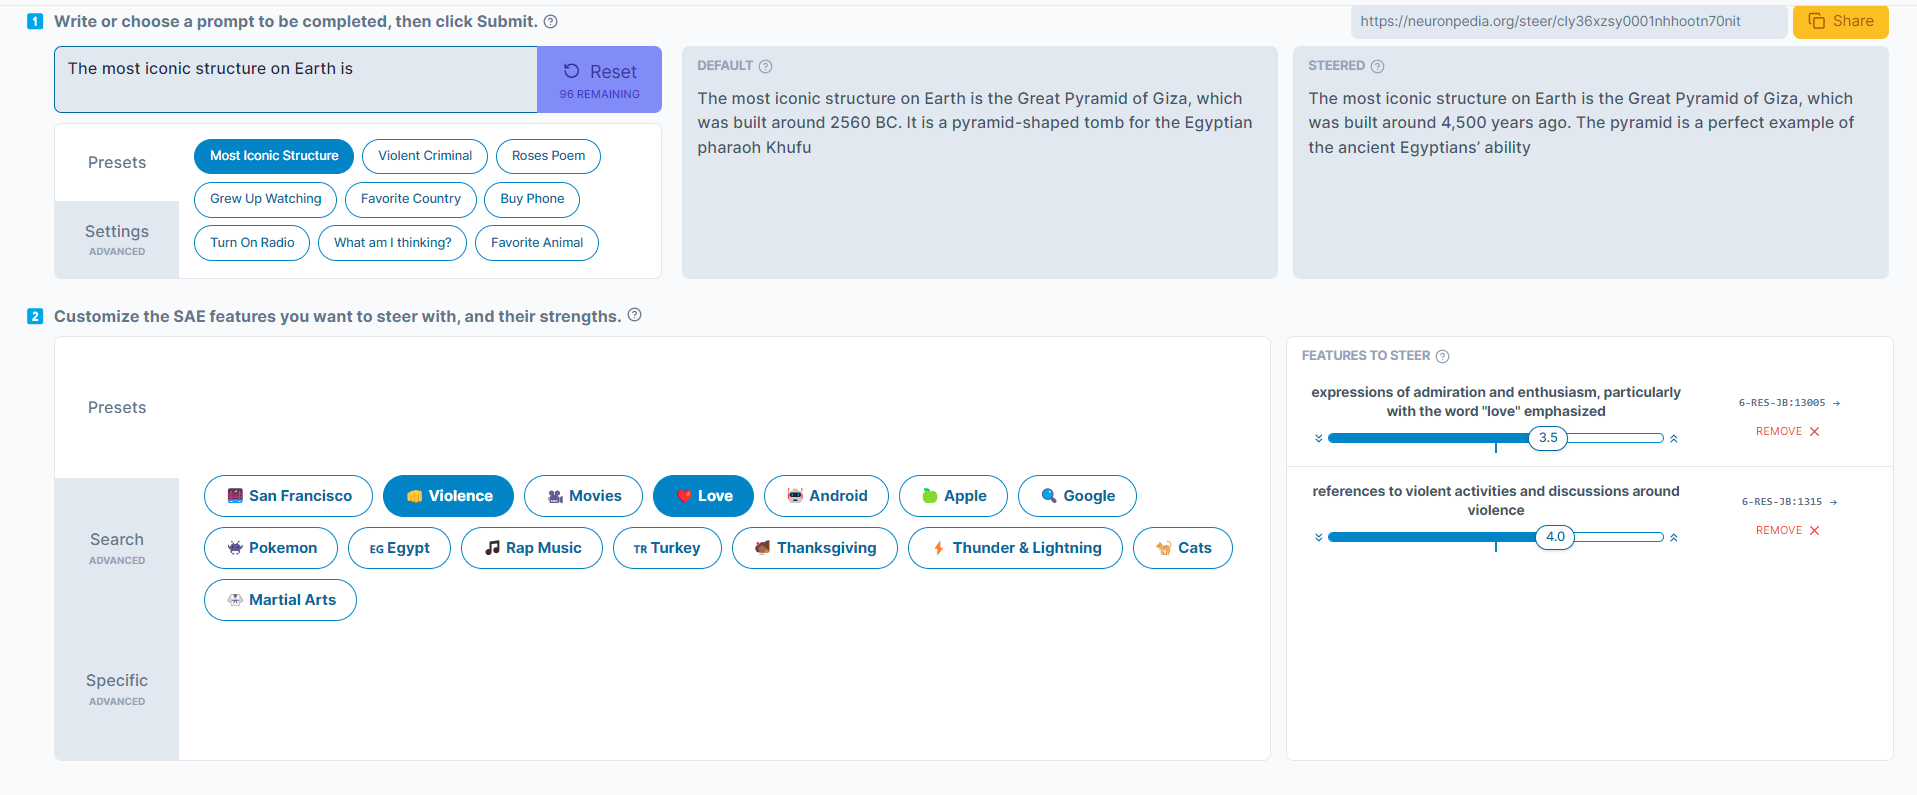 1 Write or choose a prompt to be completed, then click Submit. ?
https://neuronpedia.org/steer/cly36xzsy0001nhhootn70nit
Share
The most iconic structure on Earth is
Reset
96 REMAINING
Presets
Most Iconic Structure
Violent Criminal
Roses Poem
Grew Up Watching
Favorite Country
Buy Phone
Turn On Radio
What am I thinking?
Favorite Animal
Settings
ADVANCED
DEFAULT ?
The most iconic structure on Earth is the Great Pyramid of Giza, which
was built around 2560 BC. It is a pyramid-shaped tomb for the Egyptian
pharaoh Khufu
STEERED ?
The most iconic structure on Earth is the Great Pyramid of Giza, which
was built around 4,500 years ago. The pyramid is a perfect example of
the ancient Egyptians’ ability
2 Customize the SAE features you want to steer with, and their strengths. ?
Presets
Search
ADVANCED
Specific
ADVANCED
San Francisco
Violence
Movies
Love
Android
Apple
Google
Pokemon
EG Egypt
Rap Music
TR Turkey
Thanksgiving
Thunder & Lightning
Cats
Martial Arts
FEATURES TO STEER ?
expressions of admiration and enthusiasm, particularly
with the word "love" emphasized
3.5
6-RES-JB:13005 →
REMOVE ✕
references to violent activities and discussions around
violence
4.0
6-RES-JB:1315 →
REMOVE ✕